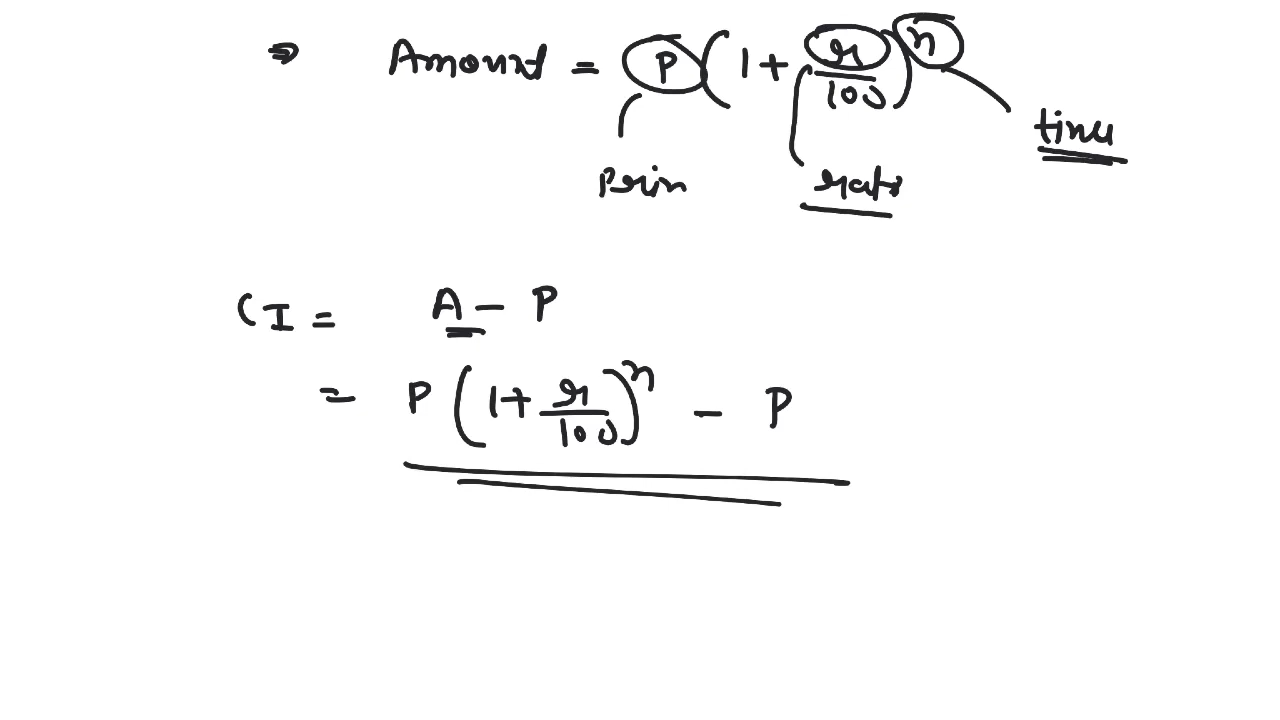 ⇒ Amount = P(1+r/100)^n
time
Prin rate
CI = A - P
= P(1+r/100)^n - P